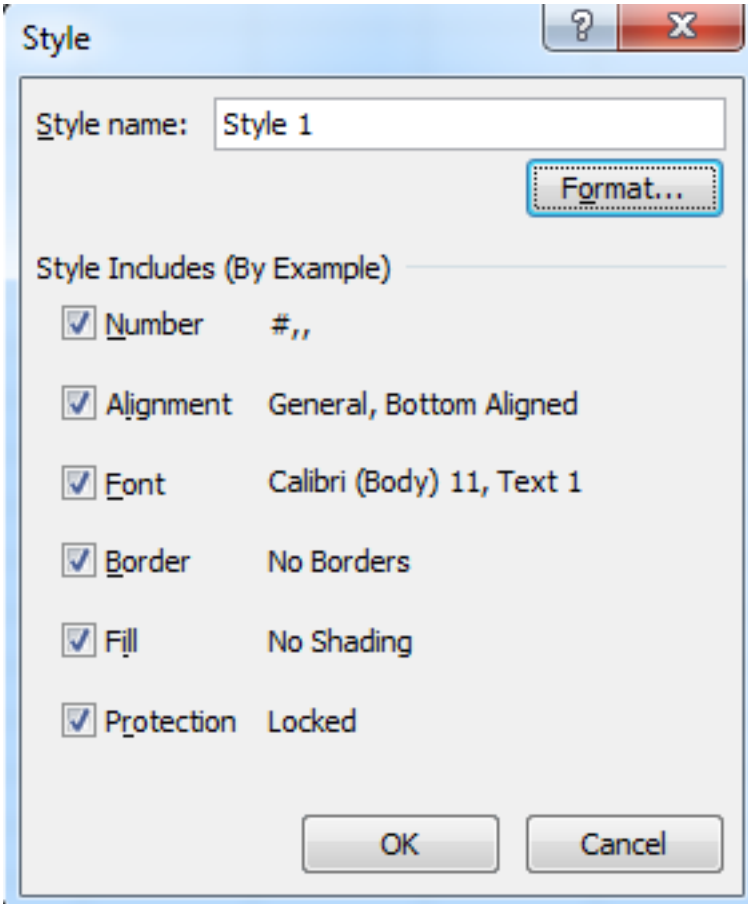 Style
Style name: Style 1
Format...
Style Includes (By Example)
Number #,,
Alignment General, Bottom Aligned
Font Calibri (Body) 11, Text 1
Border No Borders
Fill No Shading
Protection Locked
OK Cancel